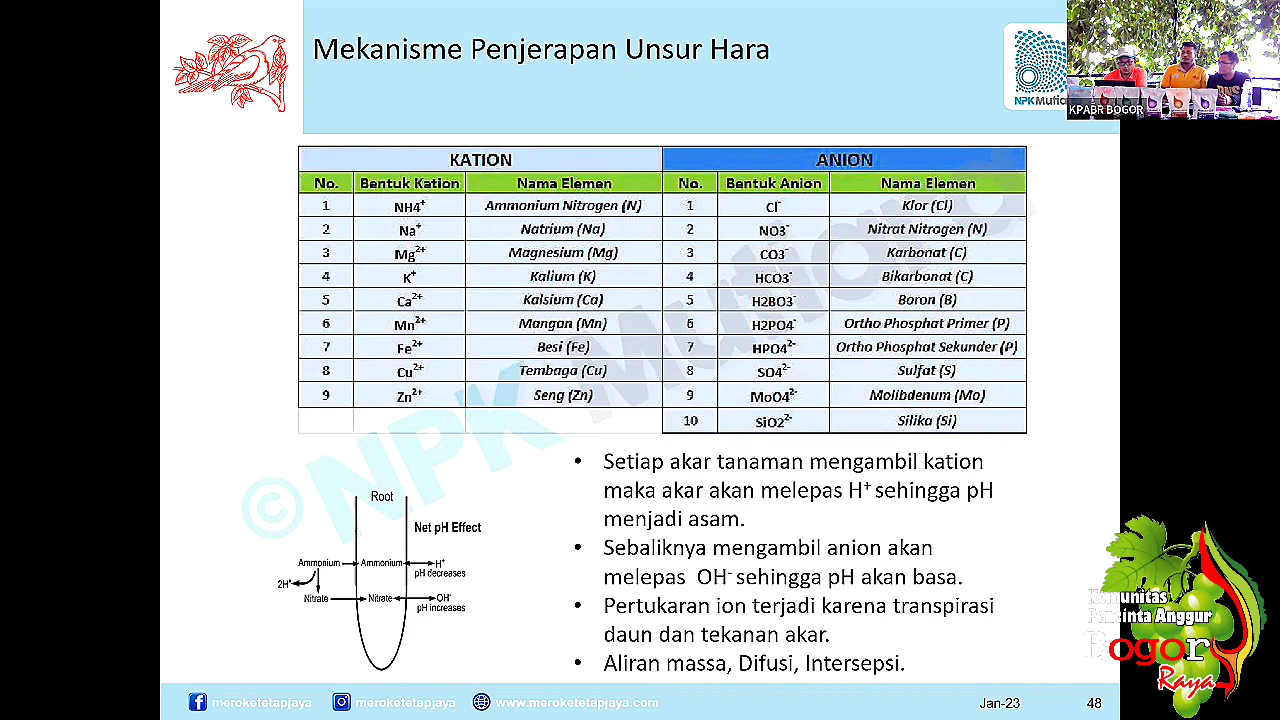 Mekanisme Penjerapan Unsur Hara
KPABR BOGOR
KATION ANION
No. Bentuk Kation Nama Elemen No. Bentuk Anion Nama Elemen
1 NH4⁺ Ammonium Nitrogen (N) 1 Cl⁻ Klor (Cl)
2 Na⁺ Natrium (Na) 2 NO3⁻ Nitrat Nitrogen (N)
3 Mg²⁺ Magnesium (Mg) 3 CO3⁻ Karbonat (C)
4 K⁺ Kalium (K) 4 HCO3⁻ Bikarbonat (C)
5 Ca²⁺ Kalsium (Ca) 5 H2BO3⁻ Boron (B)
6 Mn²⁺ Mangan (Mn) 6 H2PO4⁻ Ortho Phosphat Primer (P)
7 Fe²⁺ Besi (Fe) 7 HPO4²⁻ Ortho Phosphat Sekunder (P)
8 Cu²⁺ Tembaga (Cu) 8 SO4²⁻ Sulfat (S)
9 Zn²⁺ Seng (Zn) 9 MoO4²⁻ Molibdenum (Mo)
10 SiO2²⁻ Silika (Si)
©NPK Mutiara
• Setiap akar tanaman mengambil kation
maka akar akan melepas H⁺ sehingga pH
menjadi asam.
• Sebaliknya mengambil anion akan
melepas OH⁻ sehingga pH akan basa.
• Pertukaran ion terjadi karena transpirasi
daun dan tekanan akar.
• Aliran massa, Difusi, Intersepsi.
Root
Net pH Effect
Ammonium Ammonium H⁺
pH decreases
2H⁺
Nitrate Nitrate OH⁻
pH increases
Komunitas
Pencinta Anggur
Bogor
Raya
meroketetapjaya meroketetapjaya www.meroketetapjaya.com Jan-23 48